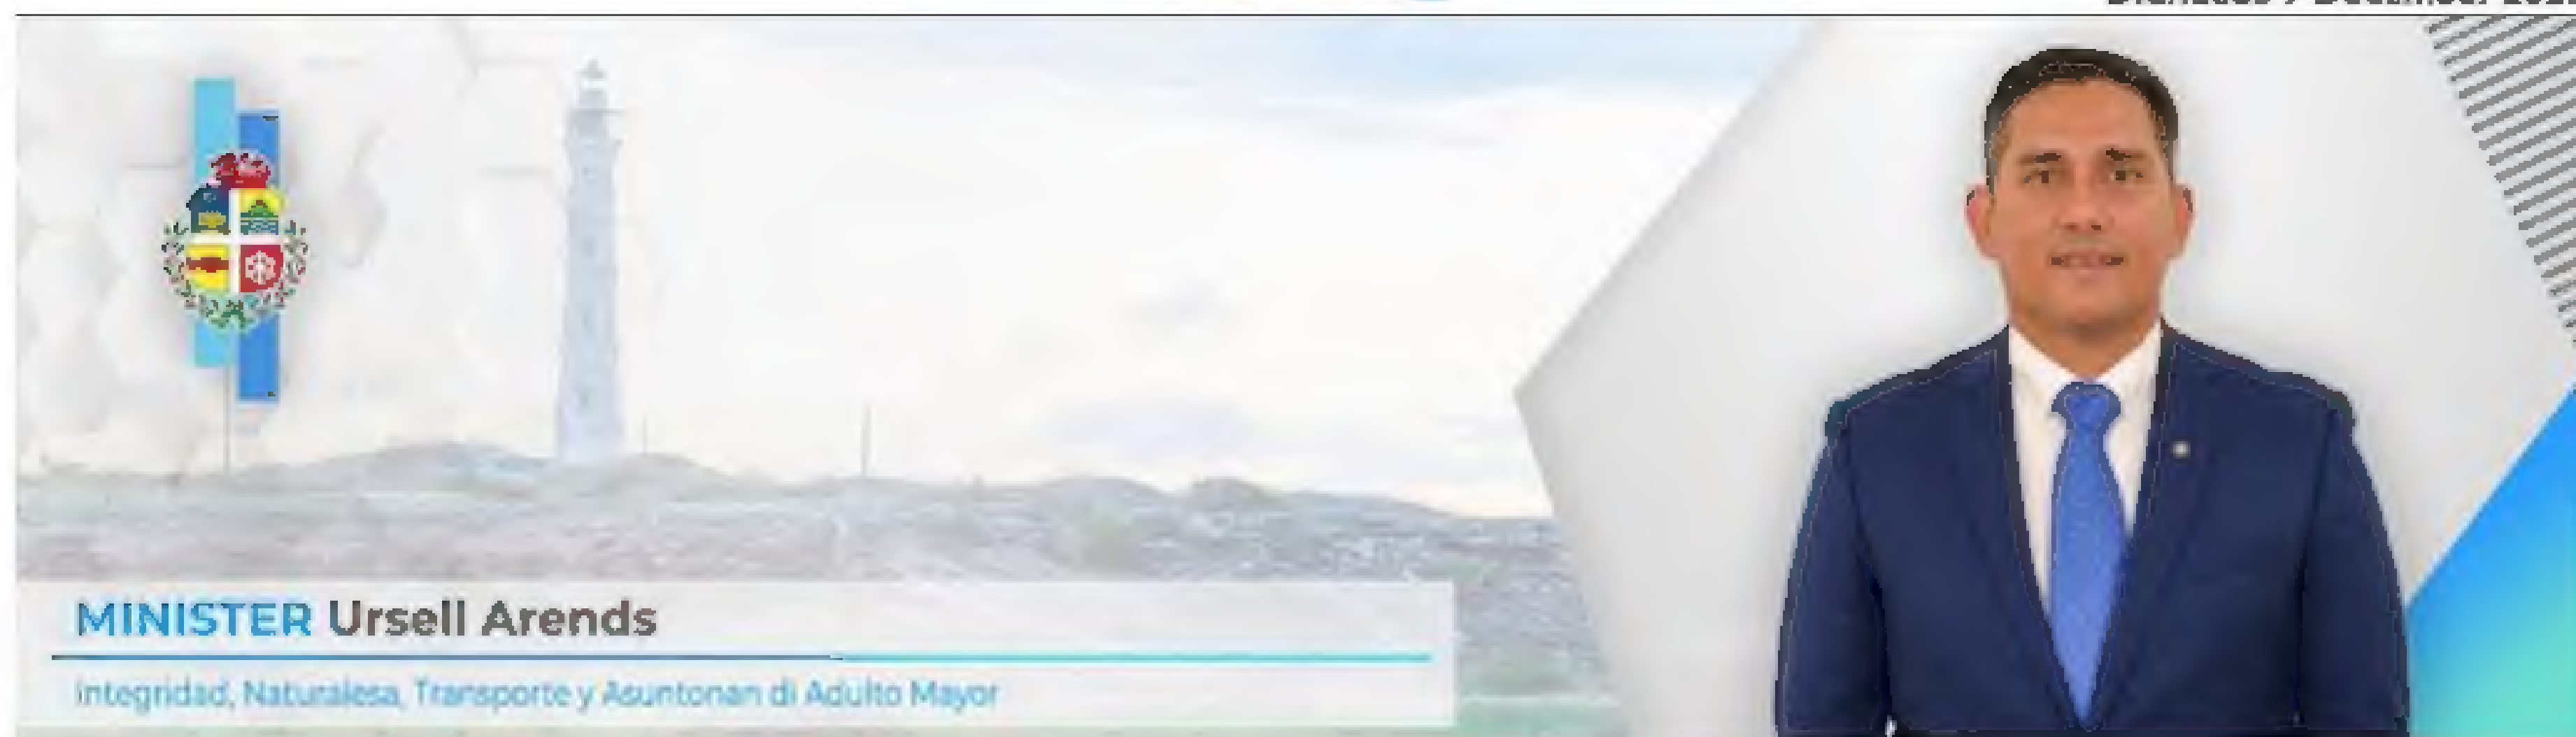 MINISTER Ursell Arends
Integridad, Naturalesa, Transporte y Asuntonan di Adulto Mayor